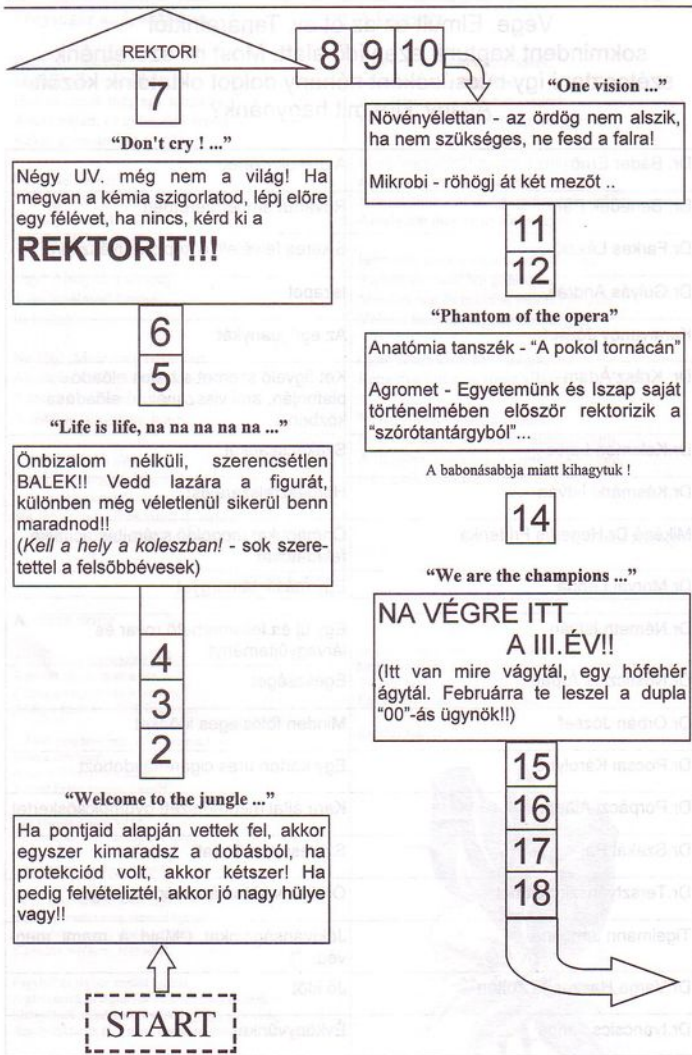 REKTORI
7
"Don't cry ! ..."
Négy UV. még nem a világ! Ha
megvan a kémia szigorlatod, lépj előre
egy félévet, ha nincs, kérd ki a
REKTORIT!!!
6
5
"Life is life, na na na na na ..."
Önbizalom nélküli, szerencsétlen
BALEK!! Vedd lazára a figurát,
különben még véletlenül sikerül benn
maradnod!!
(Kell a hely a koleszban! - sok szere-
tettel a felsőbbévesek)
4
3
2
"Welcome to the jungle ..."
Ha pontjaid alapján vettek fel, akkor
egyszer kimaradsz a dobásból, ha
protekciód volt, akkor kétszer! Ha
pedig felvételiztél, akkor jó nagy hülye
vagy!!
START
8 9 10
"One vision ..."
Növényélettan - az ördög nem alszik,
ha nem szükséges, ne fesd a falra!
Mikrobi - röhögj át két mezőt ..
11
12
"Phantom of the opera"
Anatómia tanszék - "A pokol tornácán"
Agromet - Egyetemünk és Iszap saját
történelmében először rektorizik a
"szórótantárgyból"...
A babonásabbja miatt kihagytuk !
14
"We are the champions ..."
NA VÉGRE ITT
A III.ÉV!!
(Itt van mire vágytál, egy hófehér
ágytál. Februárra te leszel a dupla
"00"-ás ügynök!!)
15
16
17
18